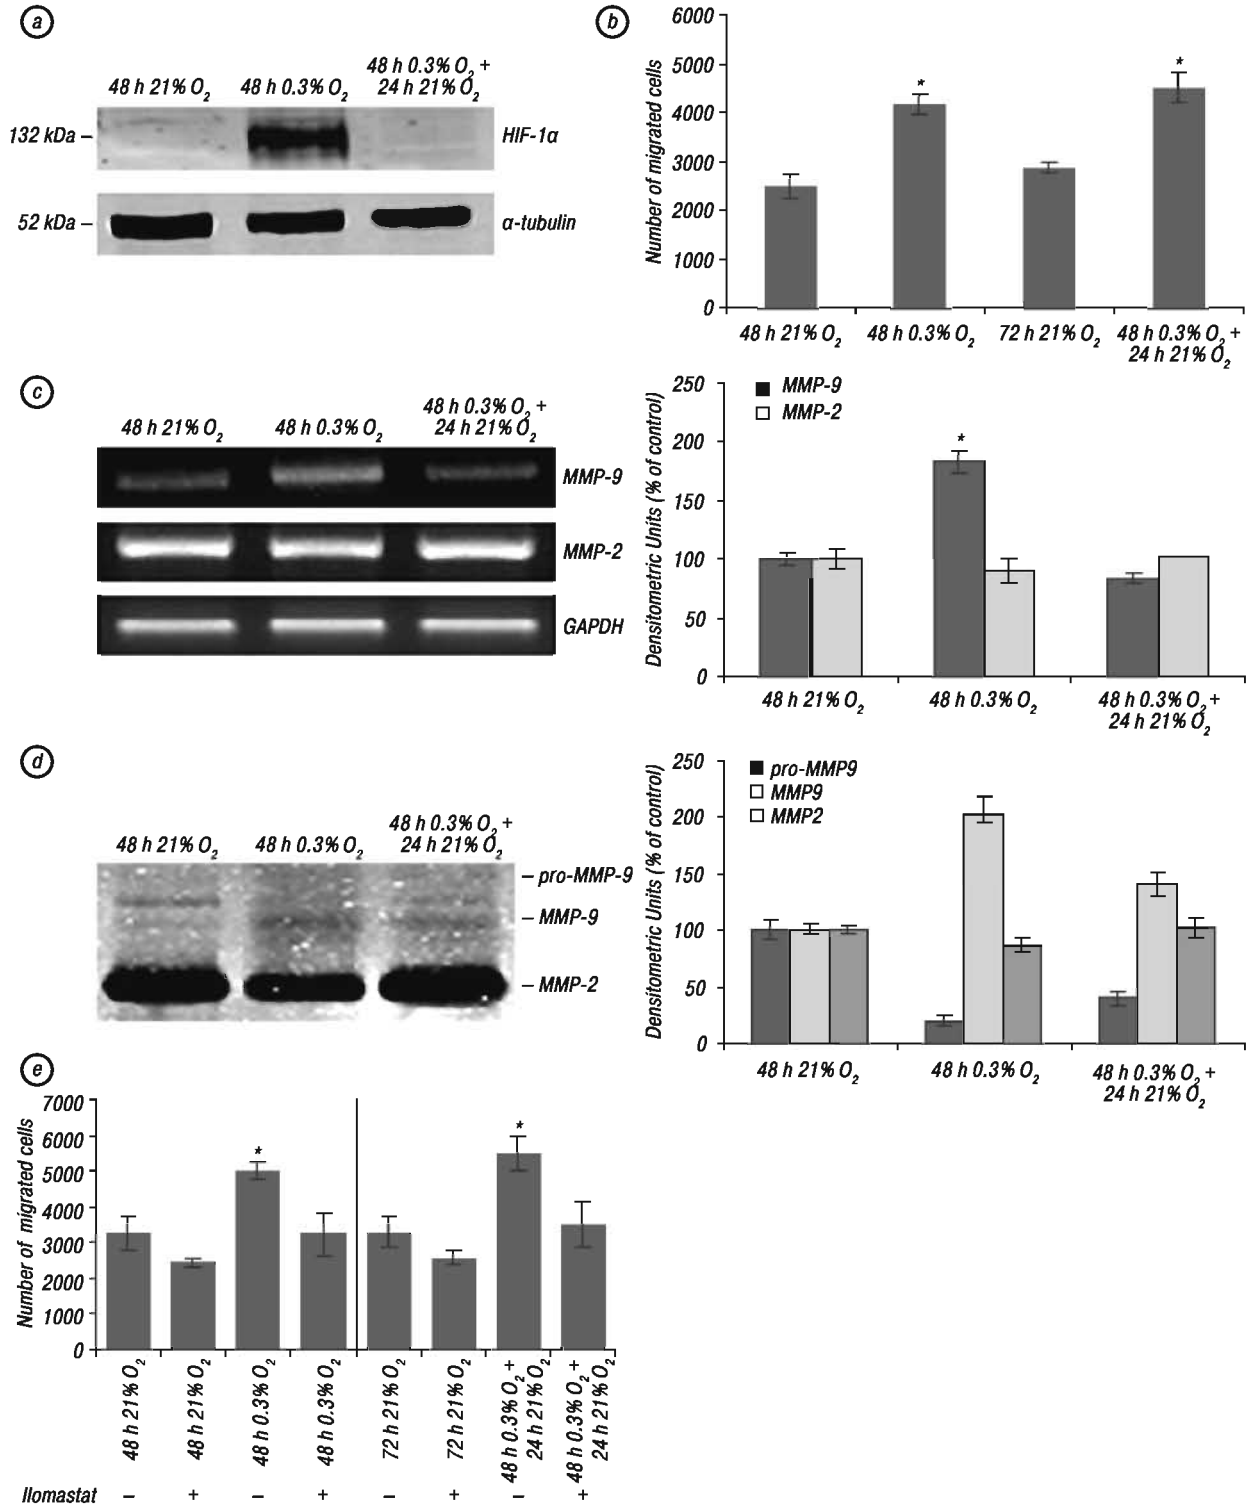 a
48 h 21% O2 48 h 0.3% O2 48 h 0.3% O2 +
24 h 21% O2
132 kDa – HIF-1α
52 kDa – α-tubulin
b
Number of migrated cells
6000
5000
4000
3000
2000
1000
0
* *
48 h 21% O2 48 h 0.3% O2 72 h 21% O2 48 h 0.3% O2 +
24 h 21% O2
c
48 h 21% O2 48 h 0.3% O2 48 h 0.3% O2 +
24 h 21% O2
MMP-9
MMP-2
GAPDH
Densitometric Units (% of control)
250
200
150
100
50
0
MMP-9
MMP-2
*
48 h 21% O2 48 h 0.3% O2 48 h 0.3% O2 +
24 h 21% O2
d
48 h 21% O2 48 h 0.3% O2 48 h 0.3% O2 +
24 h 21% O2
– pro-MMP-9
– MMP-9
– MMP-2
Densitometric Units (% of control)
250
200
150
100
50
0
pro-MMP9
MMP9
MMP2
48 h 21% O2 48 h 0.3% O2 48 h 0.3% O2 +
24 h 21% O2
e
Number of migrated cells
7000
6000
5000
4000
3000
2000
1000
0
* *
48 h 21% O2
48 h 21% O2
48 h 0.3% O2
48 h 0.3% O2
72 h 21% O2
72 h 21% O2
48 h 0.3% O2 +
24 h 21% O2
48 h 0.3% O2 +
24 h 21% O2
Ilomastat – + – + – + – +